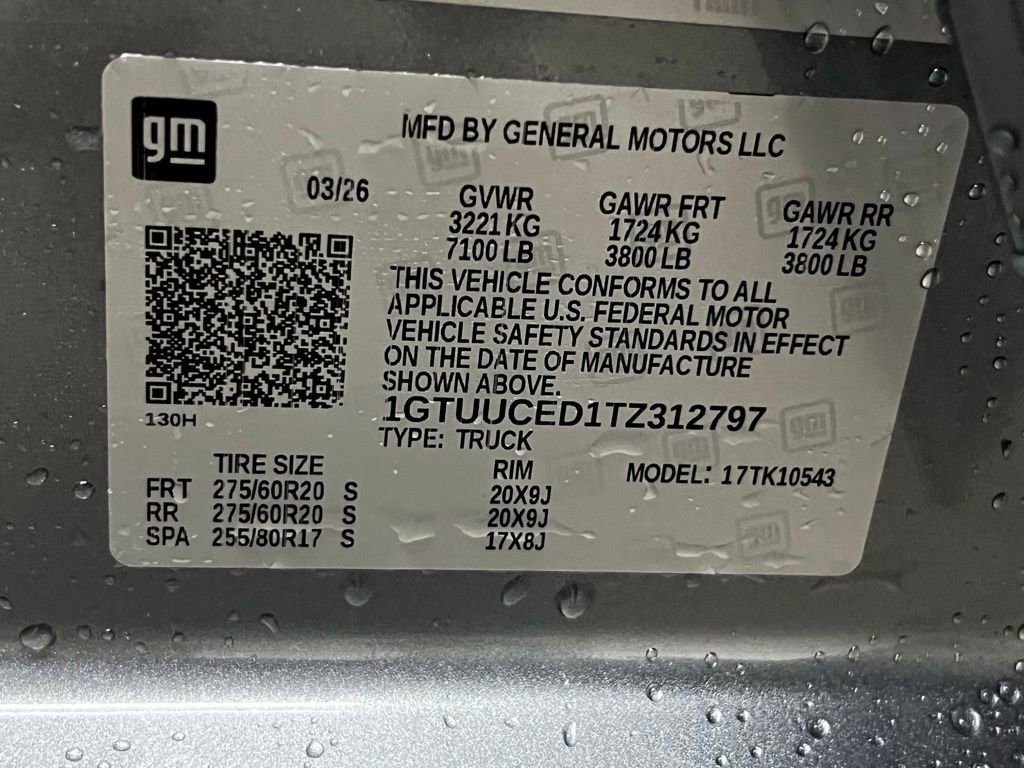 gm
MFD BY GENERAL MOTORS LLC
03/26
GVWR
3221 KG
7100 LB
GAWR FRT
1724 KG
3800 LB
GAWR RR
1724 KG
3800 LB
THIS VEHICLE CONFORMS TO ALL
APPLICABLE U.S. FEDERAL MOTOR
VEHICLE SAFETY STANDARDS IN EFFECT
ON THE DATE OF MANUFACTURE
SHOWN ABOVE.
130H
1GTUUCED1TZ312797
TYPE: TRUCK
MODEL: 17TK10543
TIRE SIZE RIM
FRT 275/60R20 S 20X9J
RR 275/60R20 S 20X9J
SPA 255/80R17 S 17X8J